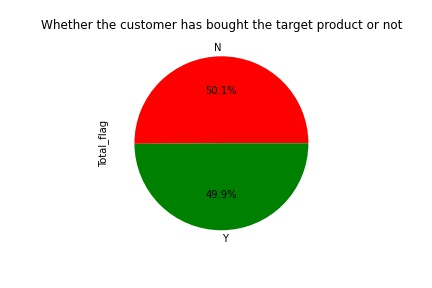 Whether the customer has bought the target product or not
N
50.1%
Total_flag
49.9%
Y